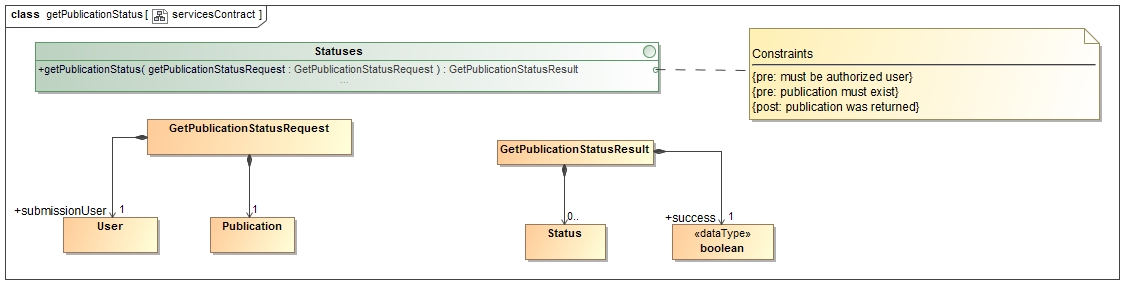 class getPublicationStatus [ servicesContract ]
Statuses
+getPublicationStatus( getPublicationStatusRequest : GetPublicationStatusRequest ) : GetPublicationStatusResult
...
Constraints
{pre: must be authorized user}
{pre: publication must exist}
{post: publication was returned}
GetPublicationStatusRequest
GetPublicationStatusResult
+submissionUser 1
1
0..
+success 1
User
Publication
Status
«dataType»
boolean